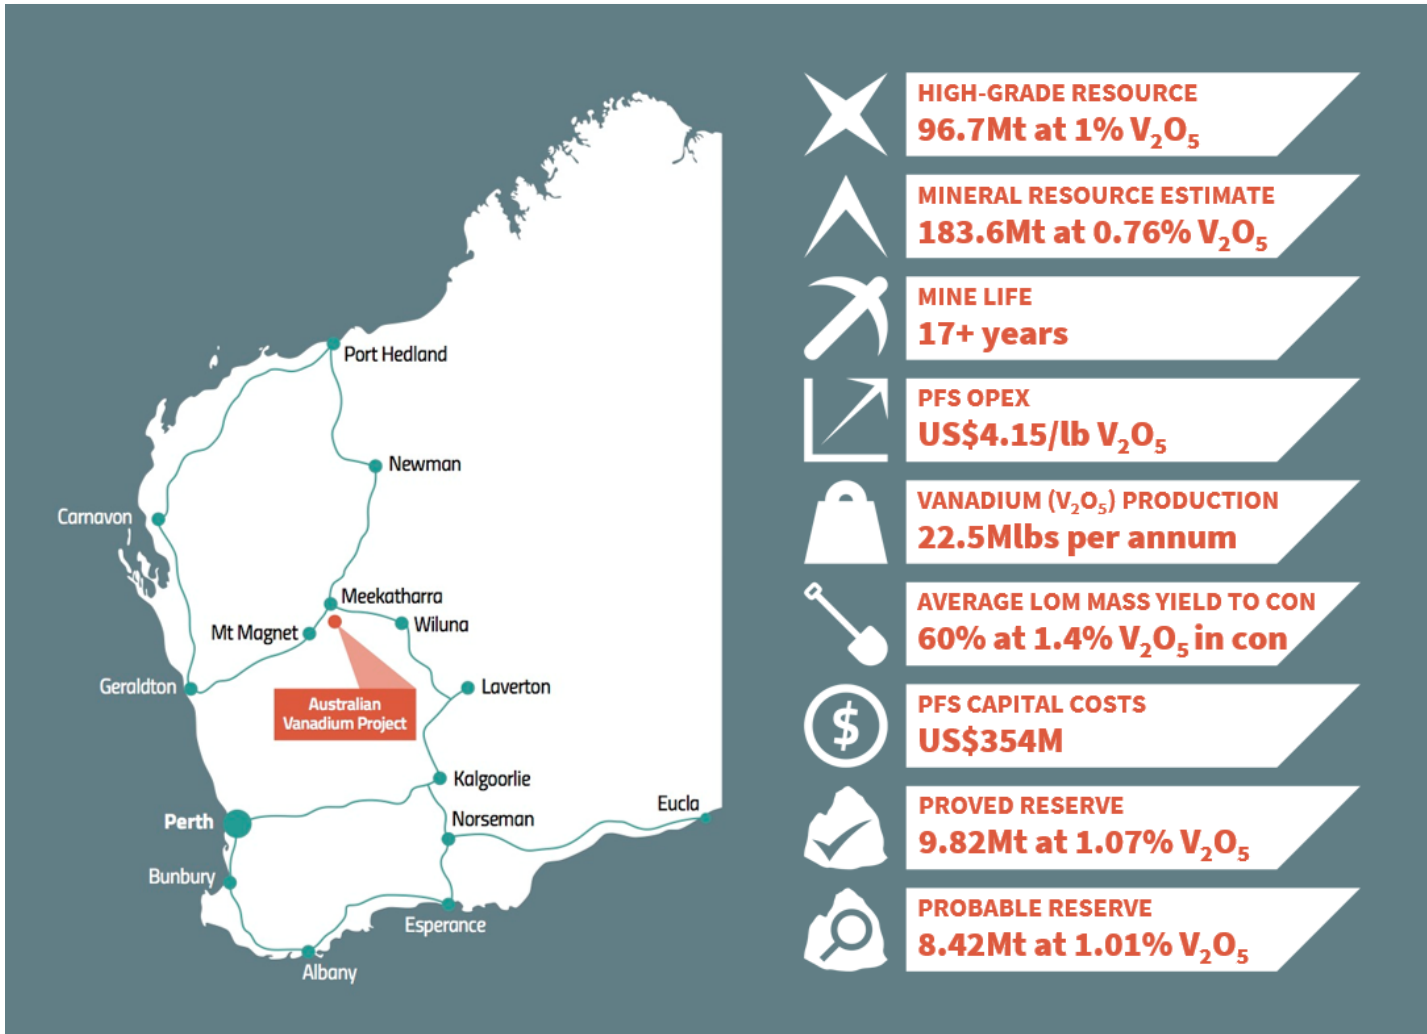 Port Hedland
Newman
Carnavon
Meekatharra
Mt Magnet
Wiluna
Geraldton
Laverton
Australian
Vanadium Project
Kalgoorlie
Eucla
Perth
Norseman
Bunbury
Esperance
Albany
HIGH-GRADE RESOURCE
96.7Mt at 1% V₂O₅
MINERAL RESOURCE ESTIMATE
183.6Mt at 0.76% V₂O₅
MINE LIFE
17+ years
PFS OPEX
US$4.15/lb V₂O₅
VANADIUM (V₂O₅) PRODUCTION
22.5Mlbs per annum
AVERAGE LOM MASS YIELD TO CON
60% at 1.4% V₂O₅ in con
$
PFS CAPITAL COSTS
US$354M
PROVED RESERVE
9.82Mt at 1.07% V₂O₅
PROBABLE RESERVE
8.42Mt at 1.01% V₂O₅